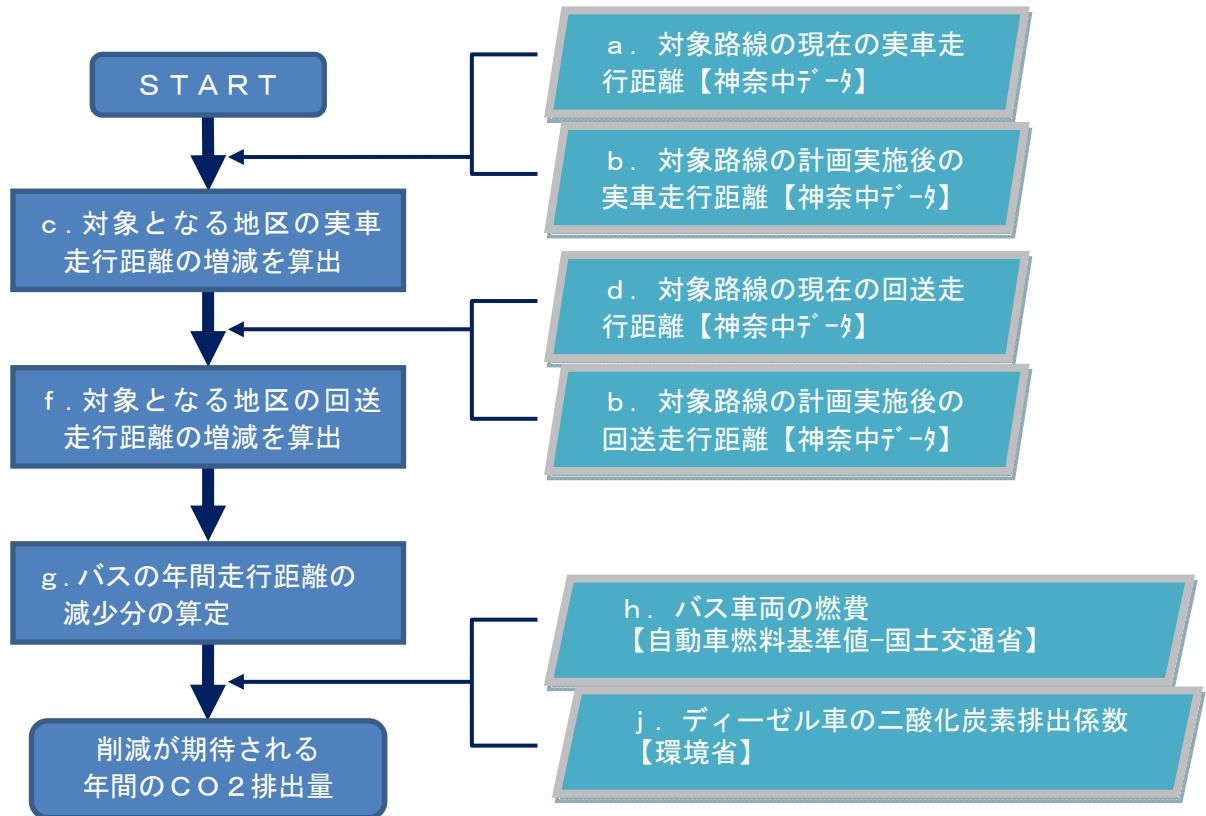 ＳＴＡＲＴ
ａ．対象路線の現在の実車走
行距離【神奈中ﾃﾞｰﾀ】
ｂ．対象路線の計画実施後の
実車走行距離【神奈中ﾃﾞｰﾀ】
ｃ．対象となる地区の実車
走行距離の増減を算出
ｄ．対象路線の現在の回送走
行距離【神奈中ﾃﾞｰﾀ】
ｂ．対象路線の計画実施後の
回送走行距離【神奈中ﾃﾞｰﾀ】
ｆ．対象となる地区の回送
走行距離の増減を算出
ｇ．バスの年間走行距離の
減少分の算定
ｈ．バス車両の燃費
【自動車燃料基準値-国土交通省】
ｊ．ディーゼル車の二酸化炭素排出係数
【環境省】
削減が期待される
年間のＣＯ２排出量